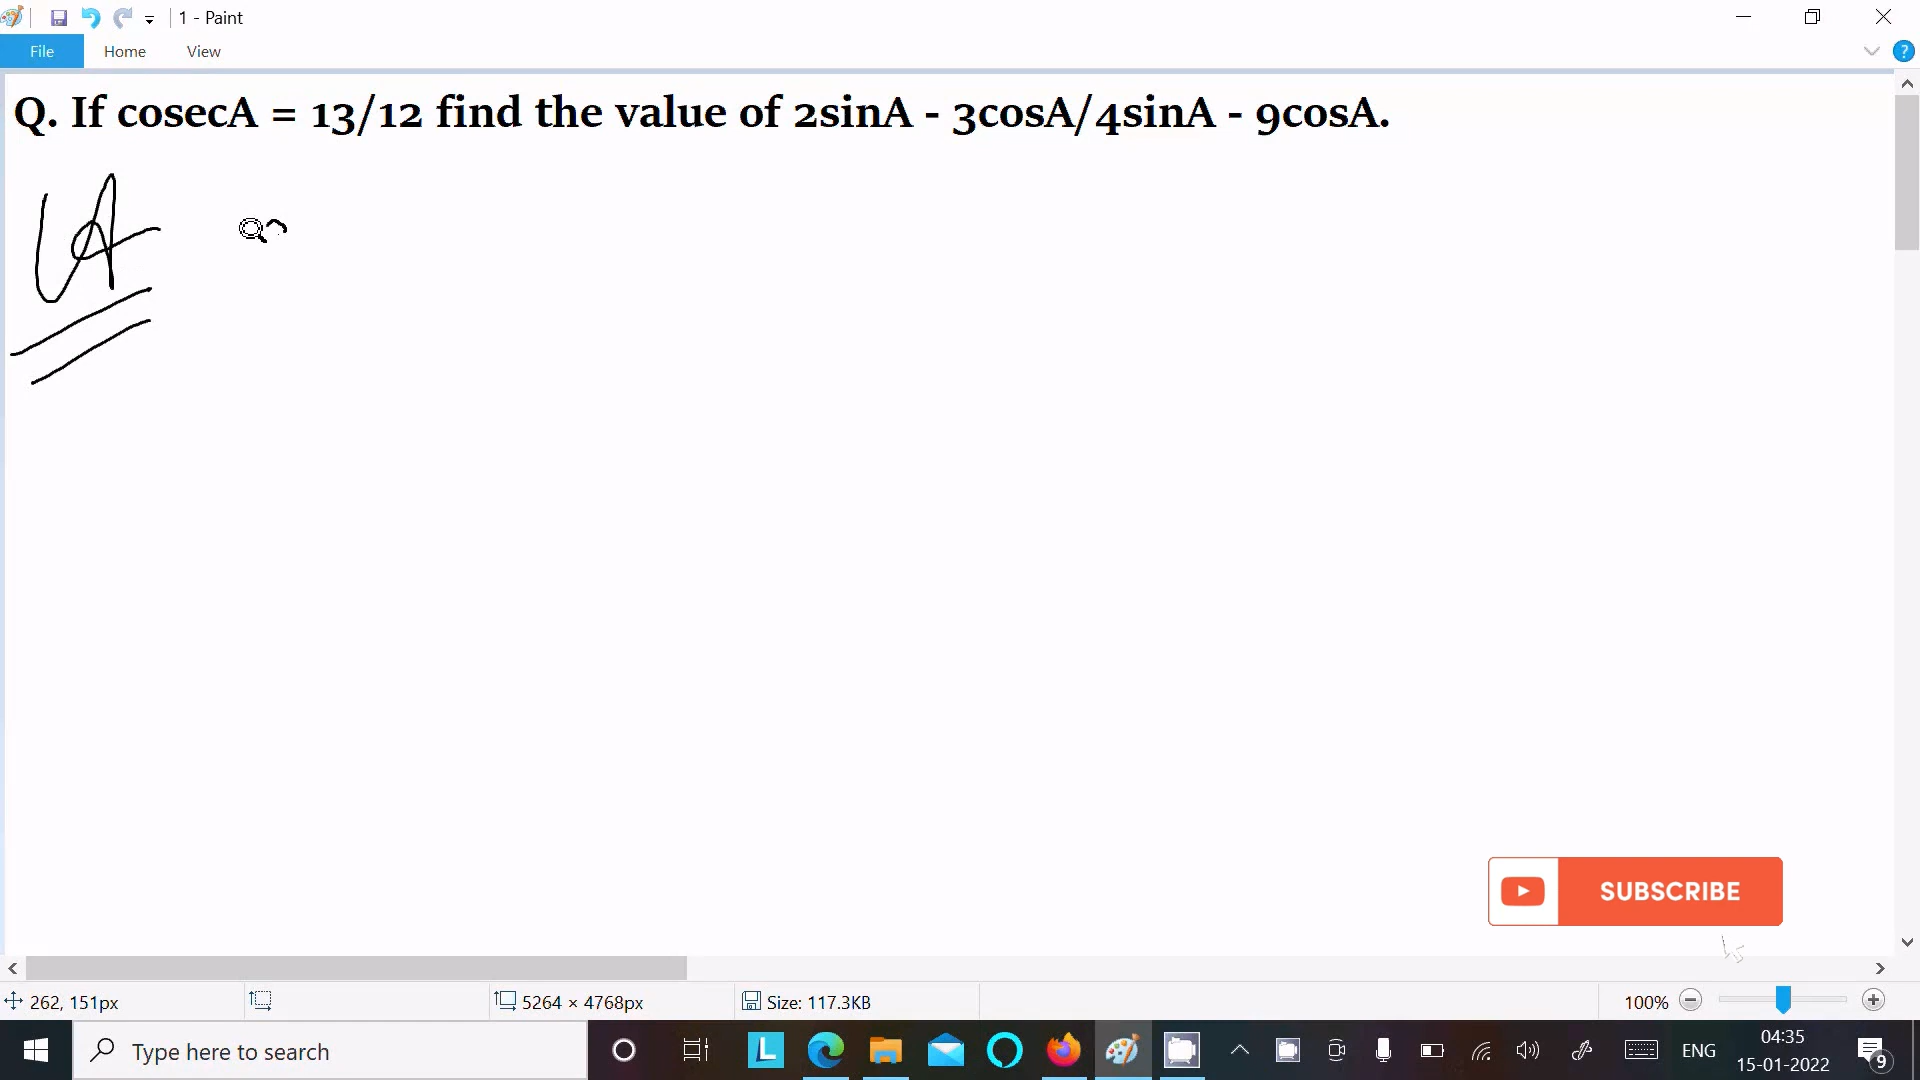 1 - Paint
File Home View
Q. If cosecA = 13/12 find the value of 2sinA - 3cosA/4sinA - 9cosA.
SUBSCRIBE
262, 151px 5264 × 4768px Size: 117.3KB 100%
Type here to search
ENG
04:35
15-01-2022
9